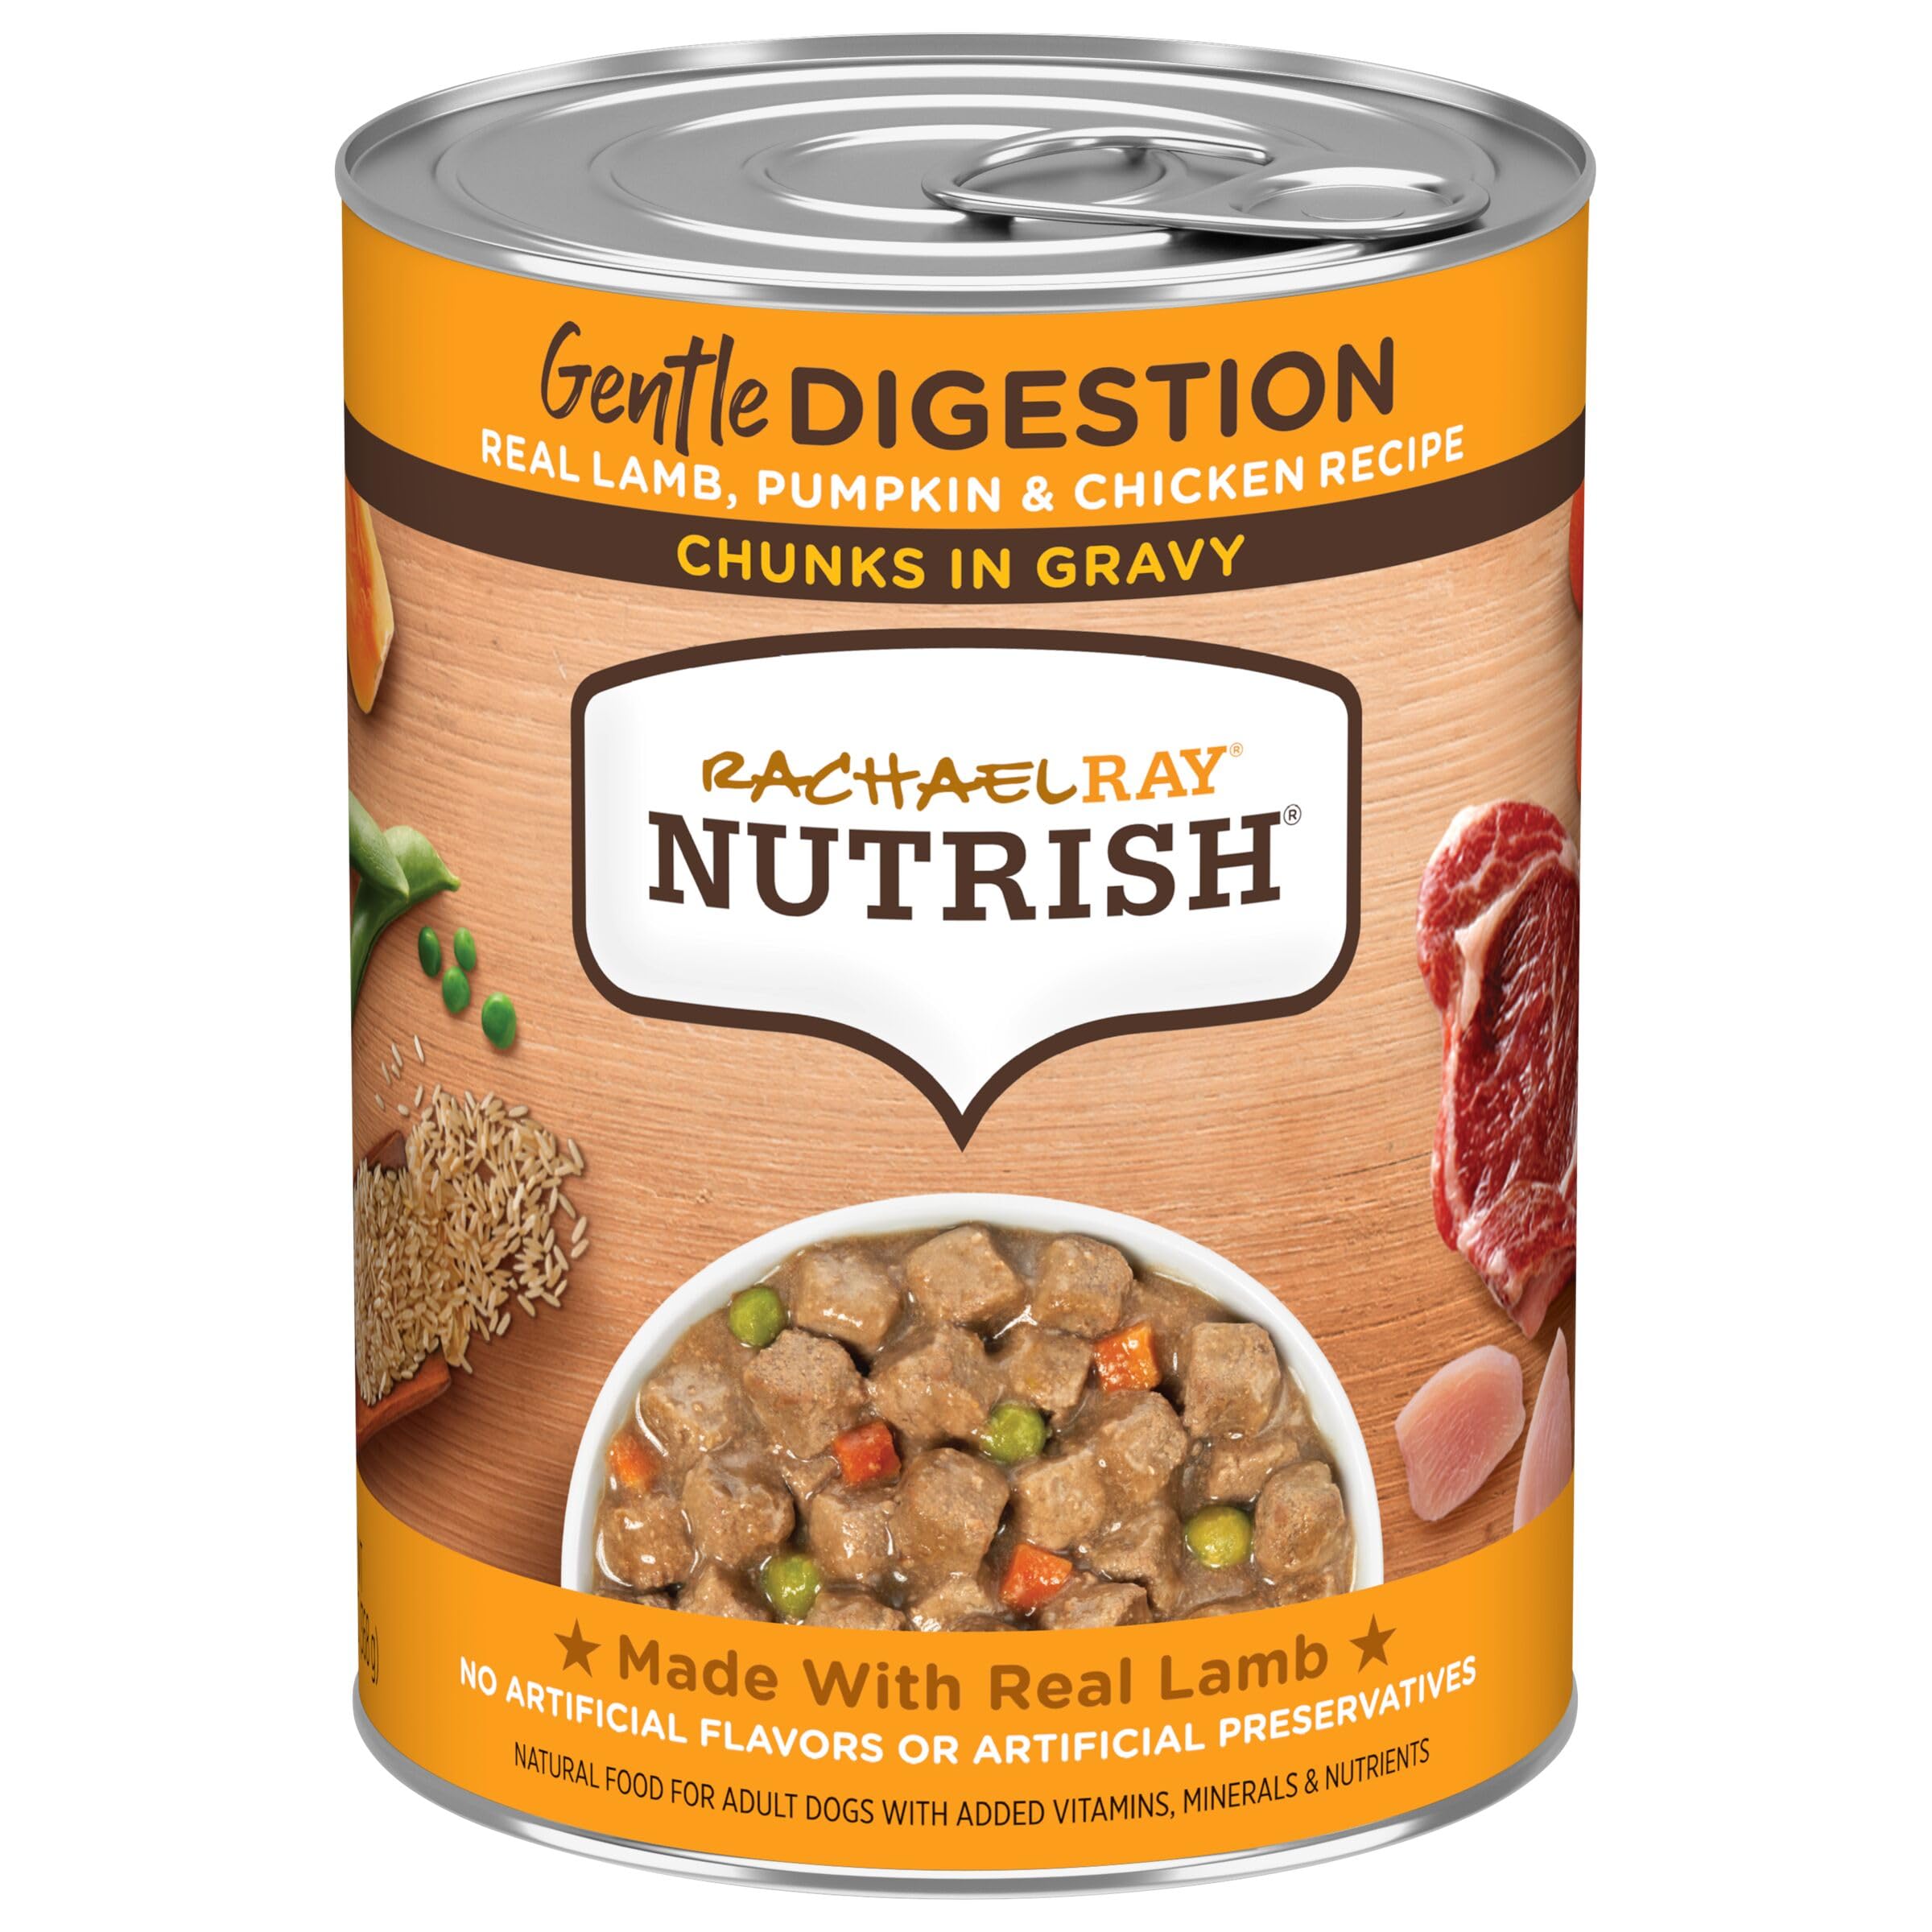 Gentle DIGESTION
REAL LAMB, PUMPKIN & CHICKEN RECIPE
CHUNKS IN GRAVY
RACHAELRAY®
NUTRISH®
★ Made With Real Lamb ★
NO ARTIFICIAL FLAVORS OR ARTIFICIAL PRESERVATIVES
NATURAL FOOD FOR ADULT DOGS WITH ADDED VITAMINS, MINERALS & NUTRIENTS